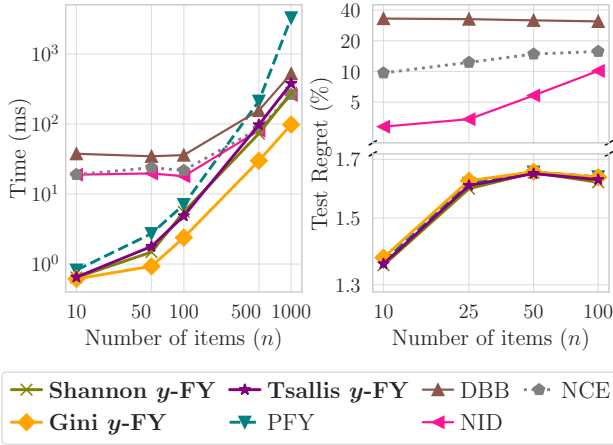 10³
10²
10¹
10⁰
Time (ms)
10 50 100 500 1000
Number of items (n)
40
20
10
5
1.7
1.5
1.3
Test Regret (%)
10 25 50 100
Number of items (n)
Shannon y-FY Tsallis y-FY DBB NCE
Gini y-FY PFY NID